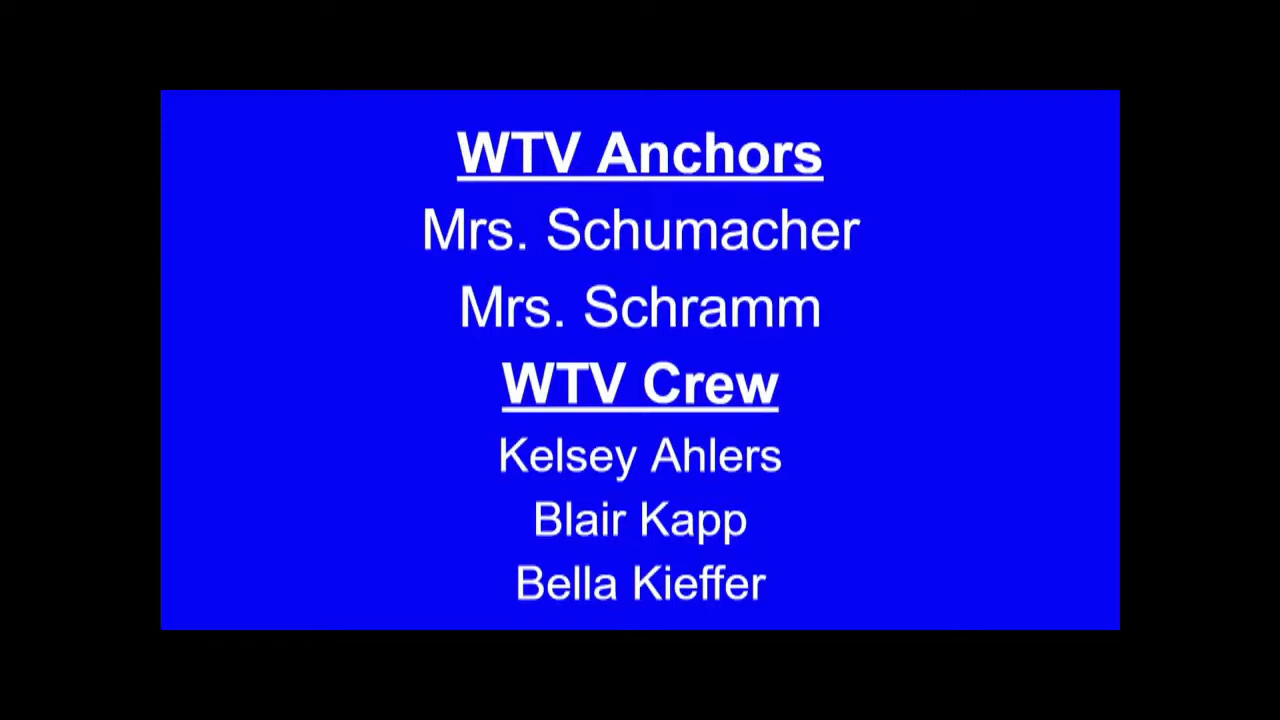 WTV Anchors
Mrs. Schumacher
Mrs. Schramm
WTV Crew
Kelsey Ahlers
Blair Kapp
Bella Kieffer